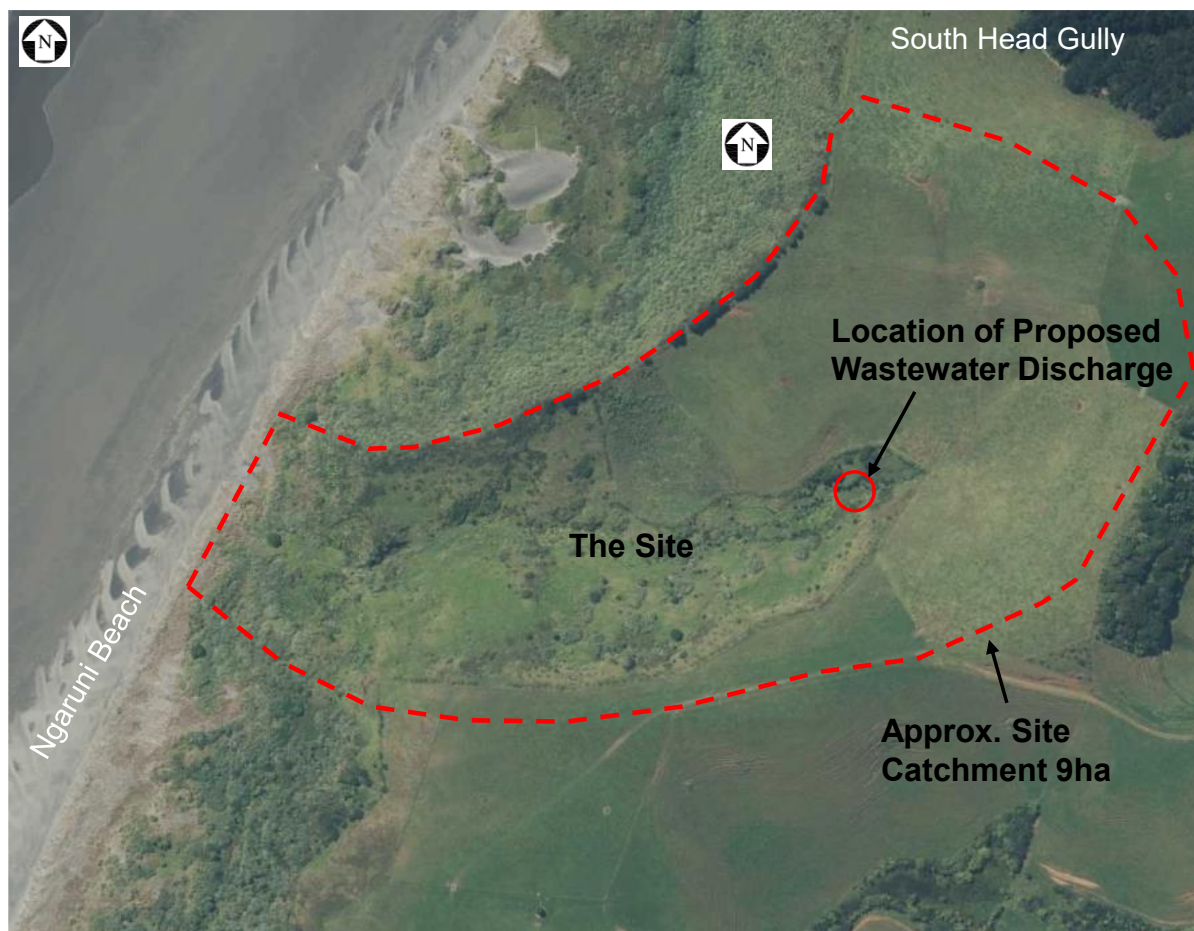 N
South Head Gully
N
Location of Proposed
Wastewater Discharge
The Site
Ngaruni Beach
Approx. Site
Catchment 9ha